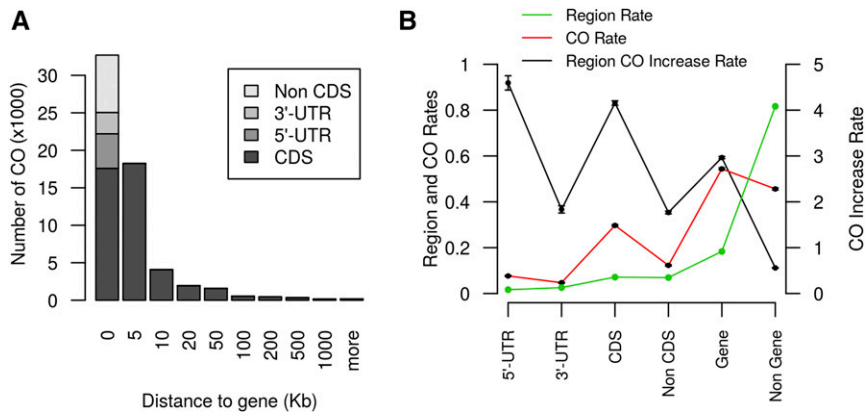 A
Number of CO (x1000)
30
25
20
15
10
5
0
Non CDS
3'-UTR
5'-UTR
CDS
0
5
10
20
50
100
200
500
1000
more
Distance to gene (Kb)
B
Region Rate
CO Rate
Region CO Increase Rate
Region and CO Rates
1
0.8
0.6
0.4
0.2
0
5
4
3
2
1
0
CO Increase Rate
5'-UTR
3'-UTR
CDS
Non CDS
Gene
Non Gene